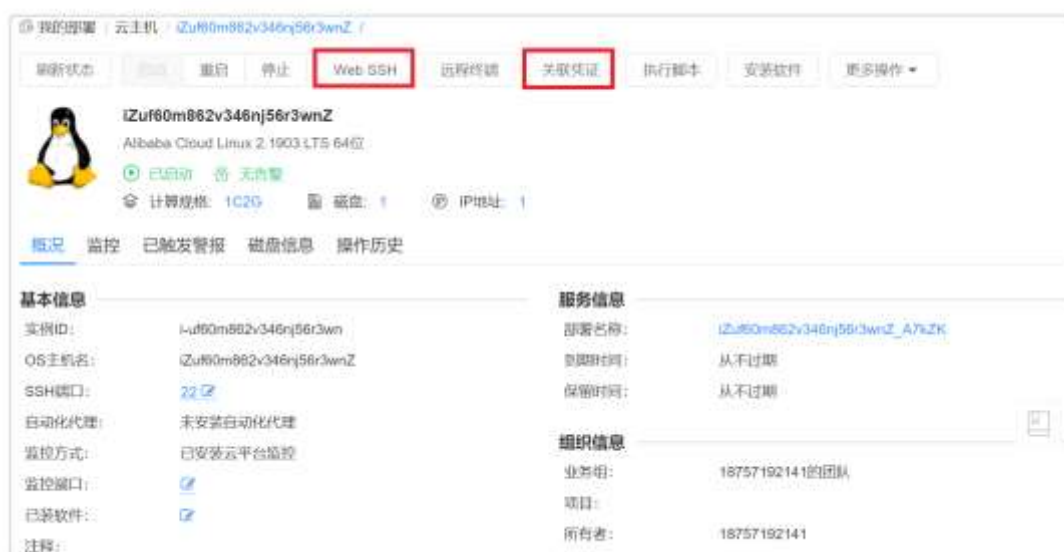 我的部署 / 云主机 / iZuf60m862v346nj56r3wnZ /
刷新状态 启动 重启 停止 Web SSH 远程终端 关联凭证 执行脚本 安装软件 更多操作
iZuf60m862v346nj56r3wnZ
Alibaba Cloud Linux 2.1903 LTS 64位
已启动 无告警
计算规格: 1C2G 磁盘: 1 IP地址: 1
概况 监控 已触发警报 磁盘信息 操作历史
基本信息
实例ID: i-uf60m862v346nj56r3wn
OS主机名: iZuf60m862v346nj56r3wnZ
SSH端口: 22
自动化代理: 未安装自动化代理
监控方式: 已安装云平台监控
监控端口:
已装软件:
注释:
服务信息
部署名称: iZuf60m862v346nj56r3wnZ_A7kZK
到期时间: 从不过期
保留时间: 从不过期
组织信息
业务组: 18757192141的团队
项目:
所有者: 18757192141